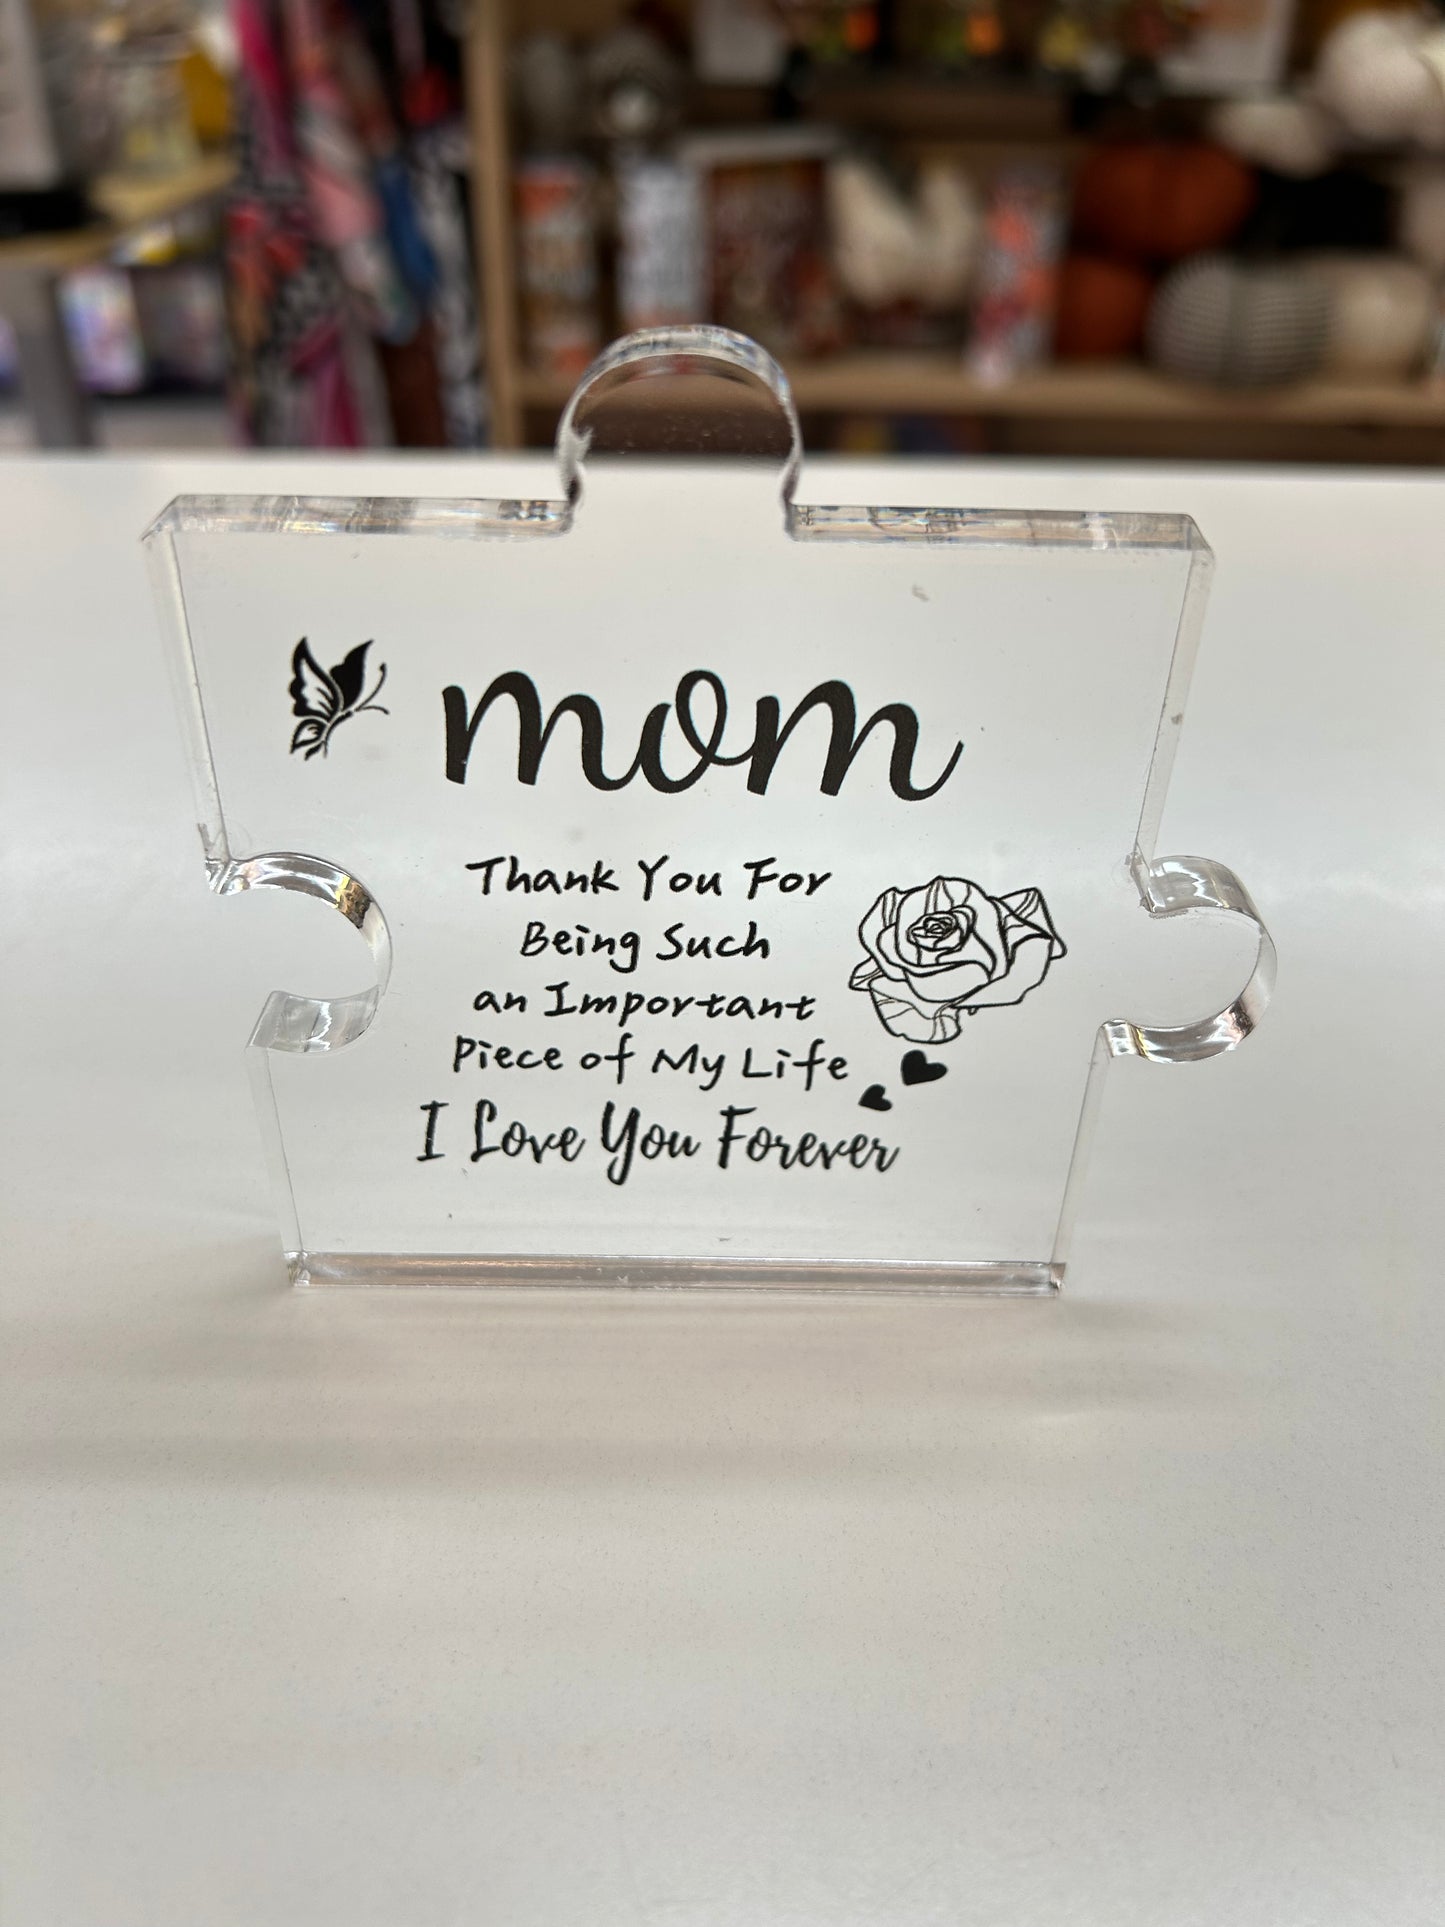 mom
Thank You For
Being Such
an Important
Piece of My Life
I Love You Forever